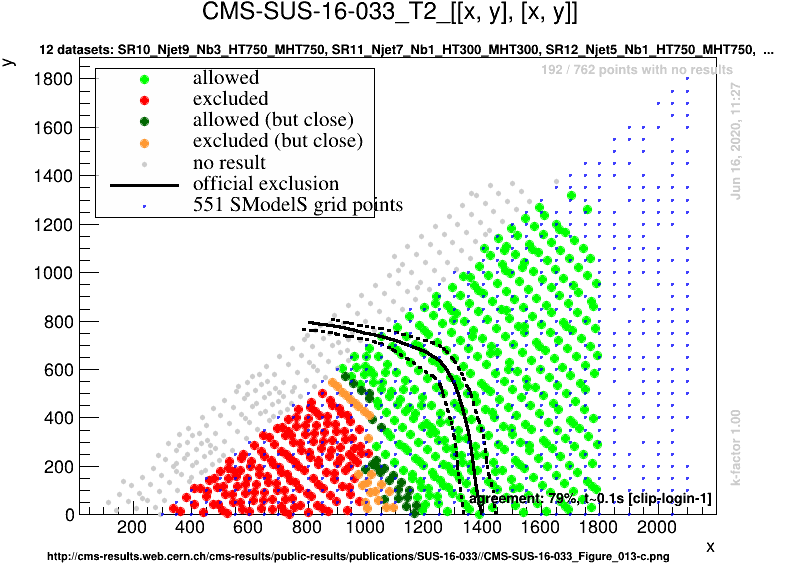 CMS-SUS-16-033_T2_[[x, y], [x, y]]
12 datasets: SR10_Njet9_Nb3_HT750_MHT750, SR11_Njet7_Nb1_HT300_MHT300, SR12_Njet5_Nb1_HT750_MHT750, ...
y
192 / 762 points with no results
allowed
excluded
allowed (but close)
excluded (but close)
no result
official exclusion
551 SModelS grid points
Jun 16, 2020, 11:27
k-factor 1.00
1800
1600
1400
1200
1000
800
600
400
200
0
agreement: 79%, t~0.1s [clip-login-1]
200 400 600 800 1000 1200 1400 1600 1800 2000
x
http://cms-results.web.cern.ch/cms-results/public-results/publications/SUS-16-033//CMS-SUS-16-033_Figure_013-c.png